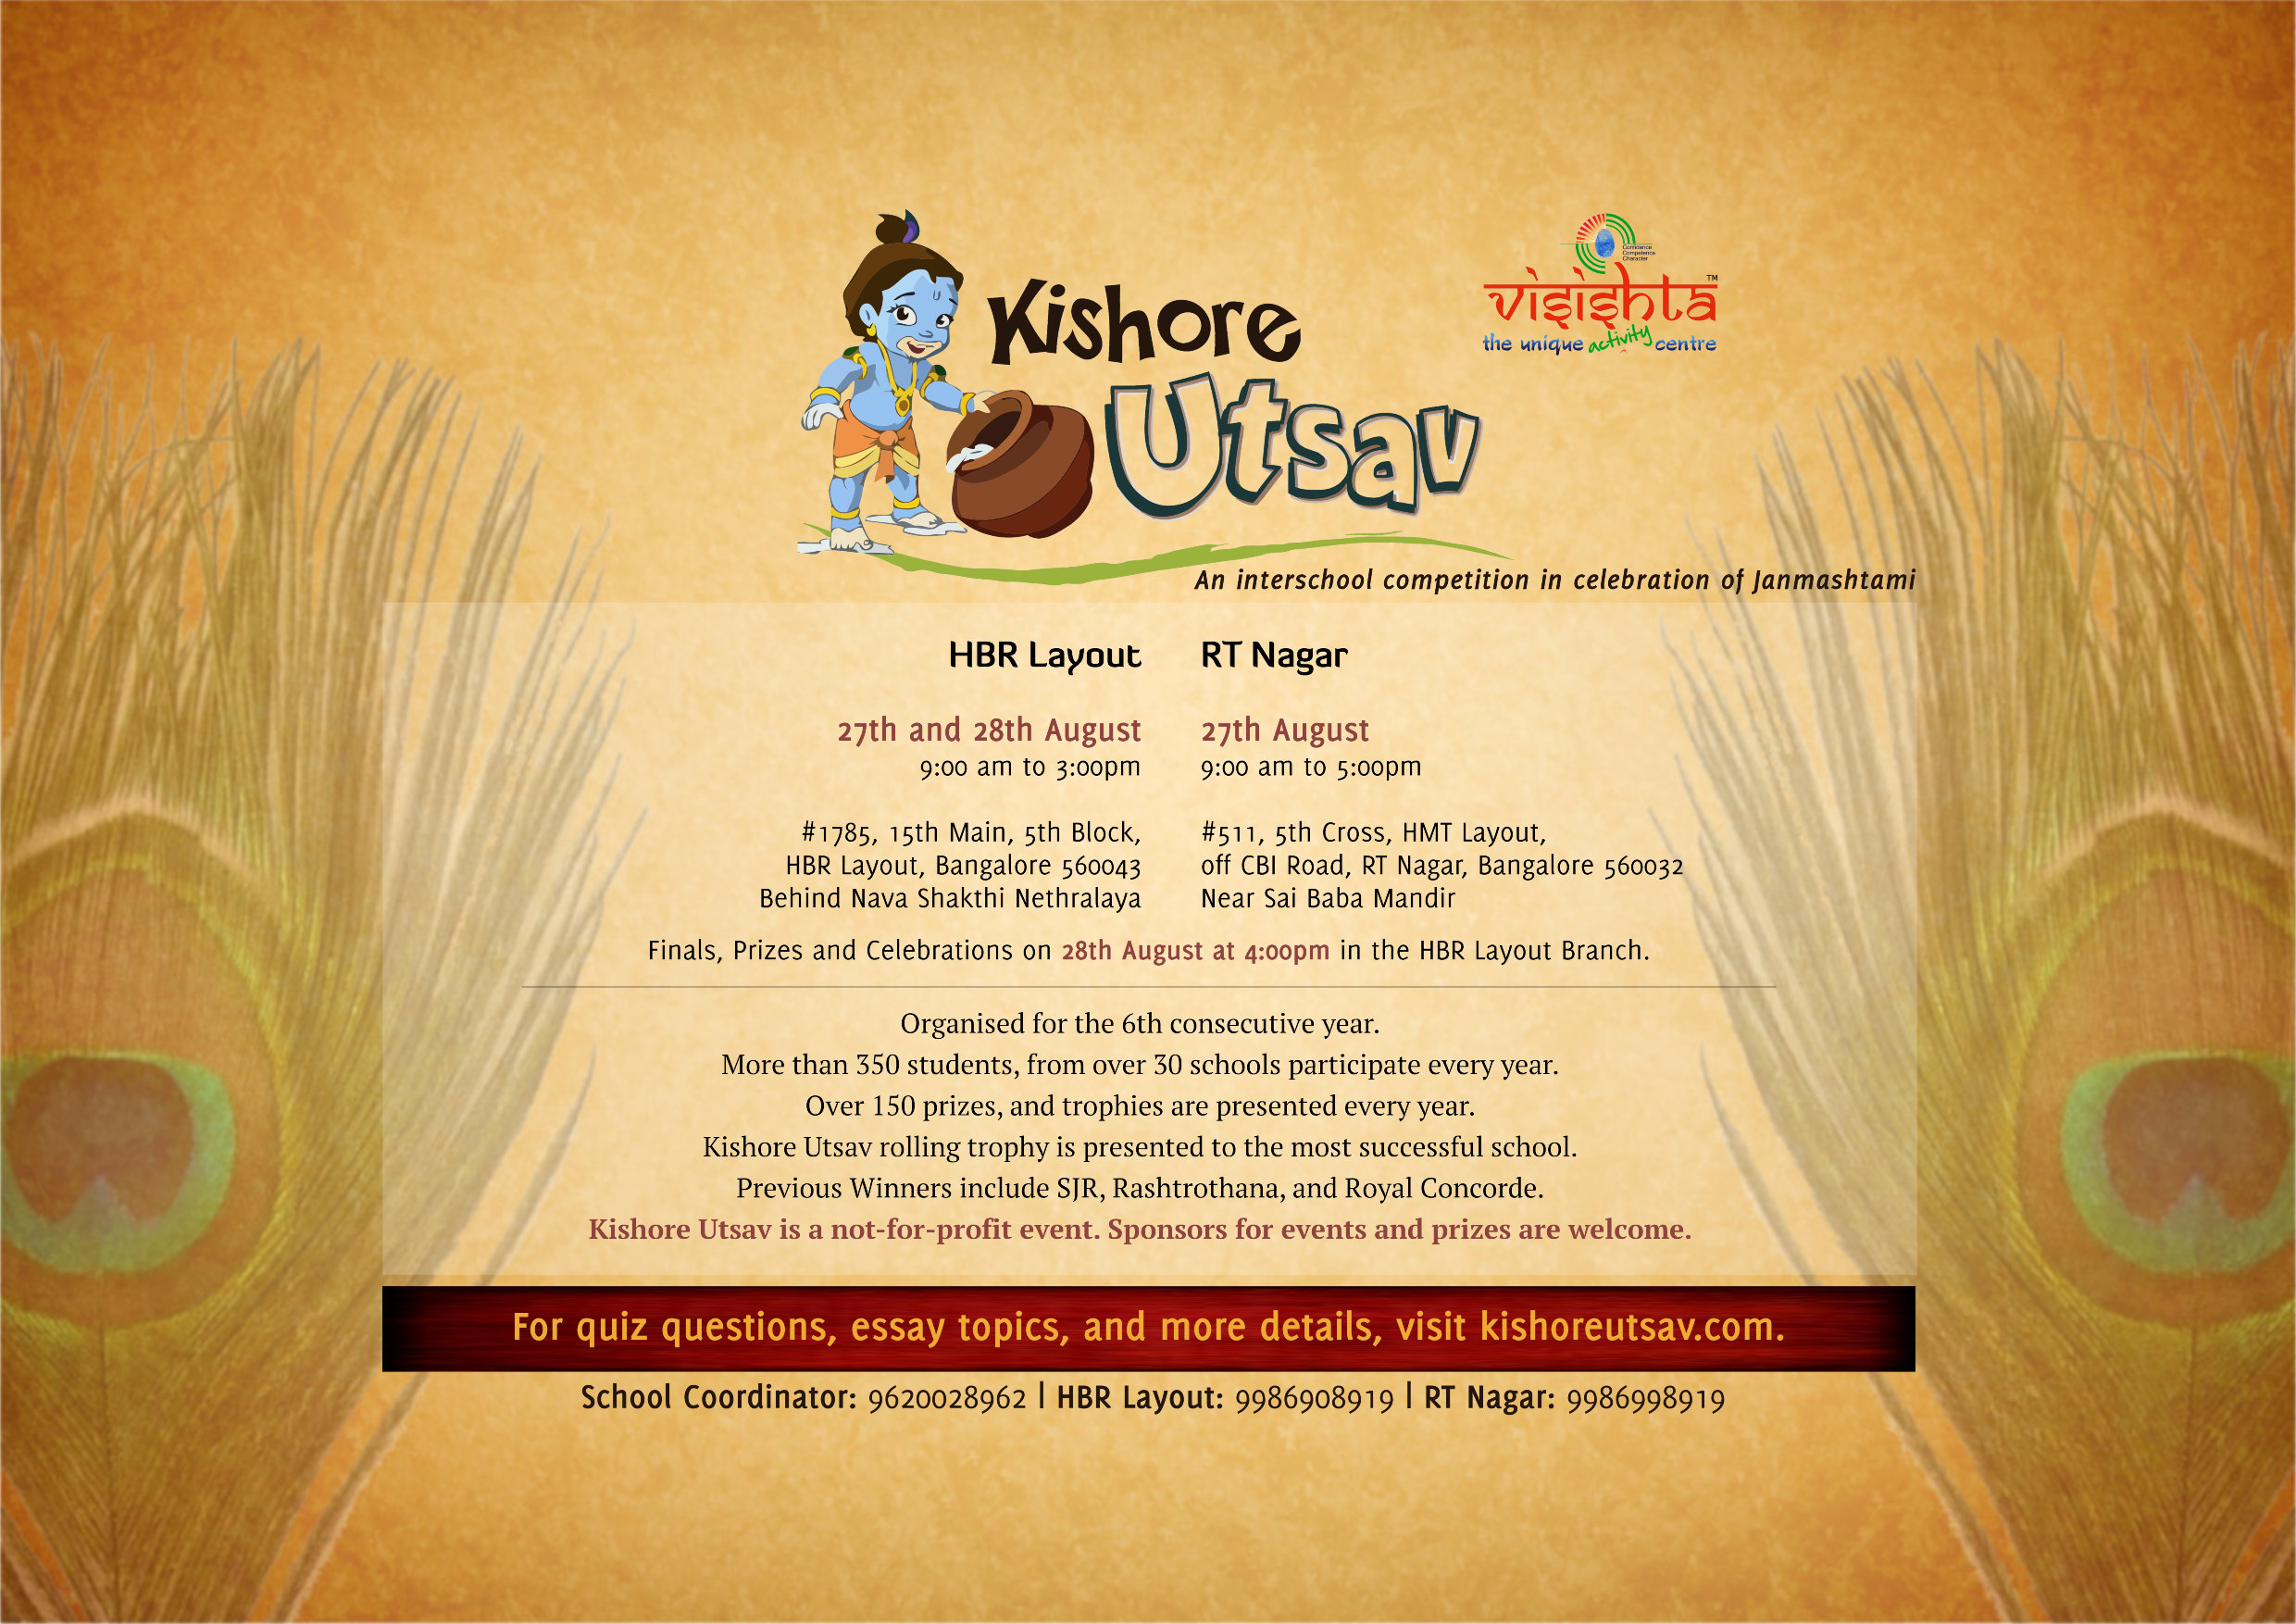 Kishore
Utsav
Confidence
Competence
Character
visishta™
the unique activity centre
An interschool competition in celebration of Janmashtami
HBR Layout
27th and 28th August
9:00 am to 3:00pm
#1785, 15th Main, 5th Block,
HBR Layout, Bangalore 560043
Behind Nava Shakthi Nethralaya
RT Nagar
27th August
9:00 am to 5:00pm
#511, 5th Cross, HMT Layout,
off CBI Road, RT Nagar, Bangalore 560032
Near Sai Baba Mandir
Finals, Prizes and Celebrations on 28th August at 4:00pm in the HBR Layout Branch.
Organised for the 6th consecutive year.
More than 350 students, from over 30 schools participate every year.
Over 150 prizes, and trophies are presented every year.
Kishore Utsav rolling trophy is presented to the most successful school.
Previous Winners include SJR, Rashtrothana, and Royal Concorde.
Kishore Utsav is a not-for-profit event. Sponsors for events and prizes are welcome.
For quiz questions, essay topics, and more details, visit kishoreutsav.com.
School Coordinator: 9620028962 | HBR Layout: 9986908919 | RT Nagar: 9986998919